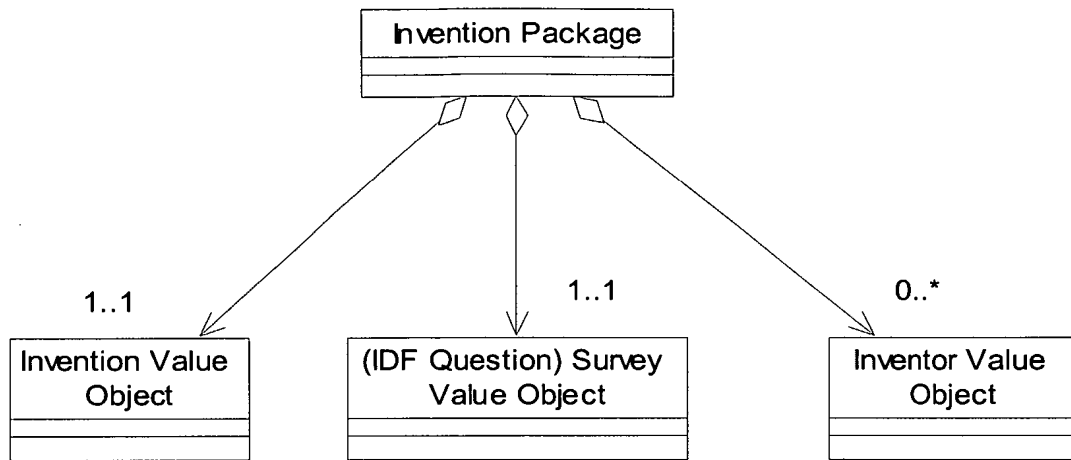 Invention Package
1..1
1..1
0..*
Invention Value
Object
(IDF Question) Survey
Value Object
Inventor Value
Object